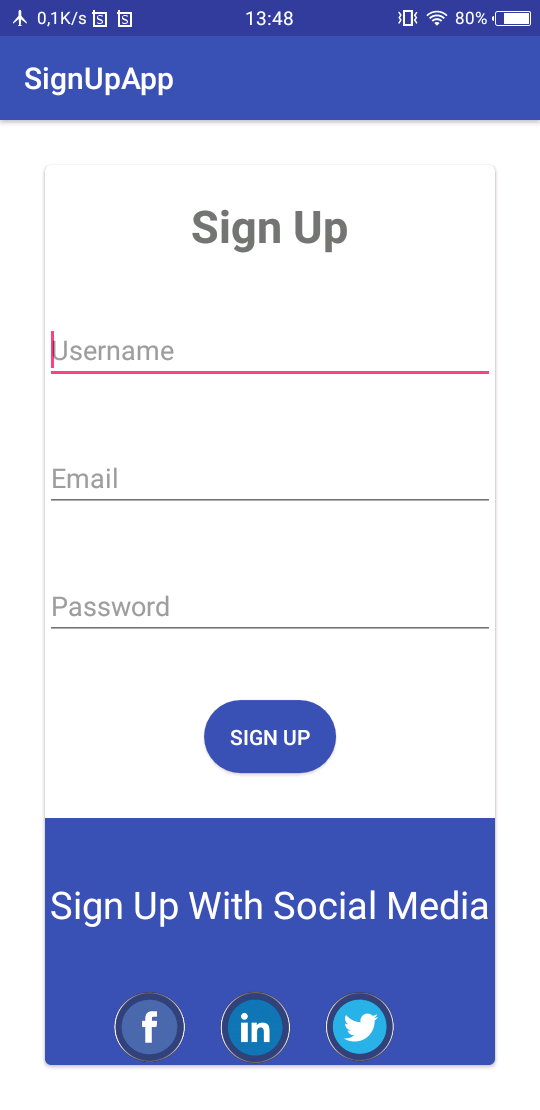 0,1K/s 13:48 80%
SignUpApp
Sign Up
Username
Email
Password
SIGN UP
Sign Up With Social Media
f in